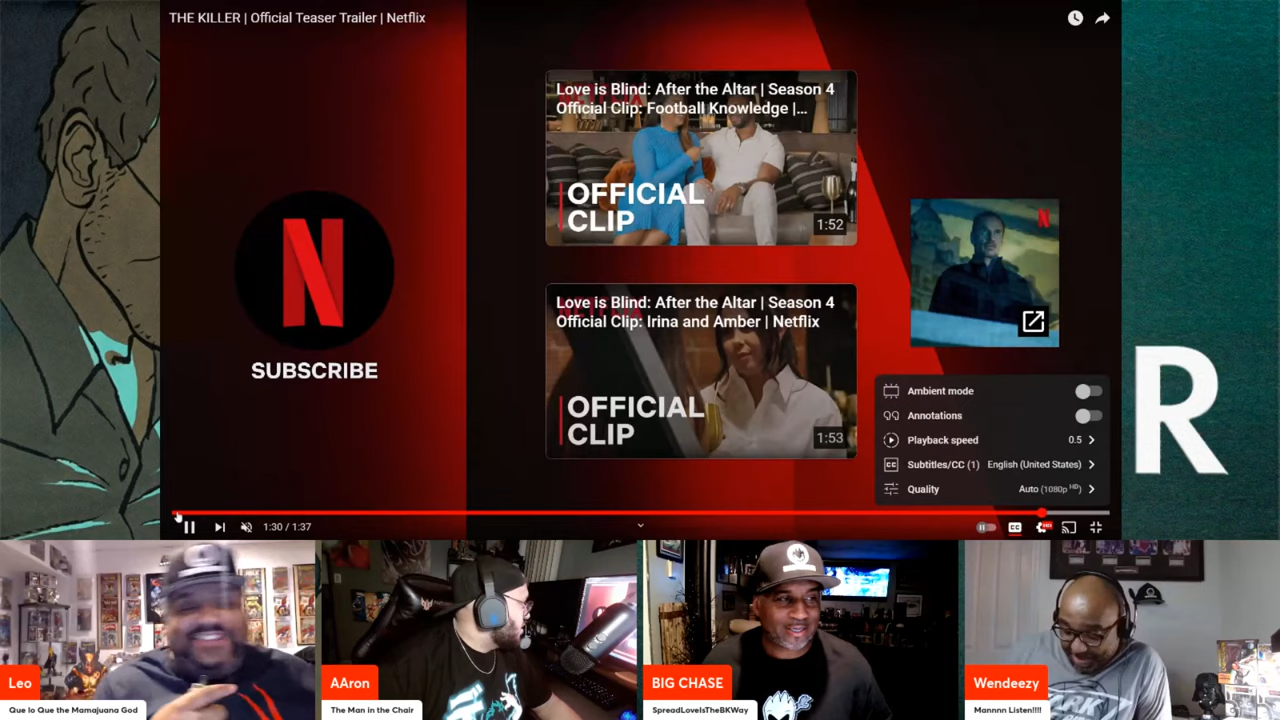 THE KILLER | Official Teaser Trailer | Netflix
Love is Blind: After the Altar | Season 4
Official Clip: Football Knowledge |...
OFFICIAL
CLIP
1:52
N
N
SUBSCRIBE
Love is Blind: After the Altar | Season 4
Official Clip: Irina and Amber | Netflix
OFFICIAL
CLIP
1:53
Ambient mode
Annotations
Playback speed 0.5
Subtitles/CC (1) English (United States)
Quality Auto (1080p HD)
R
1:30 / 1:37
CC
HD
Leo
Que lo Que the Mamajuana God
AAron
The Man in the Chair
BIG CHASE
SpreadLoveIsTheBKWay
Wendeezy
Mannnn Listen!!!!